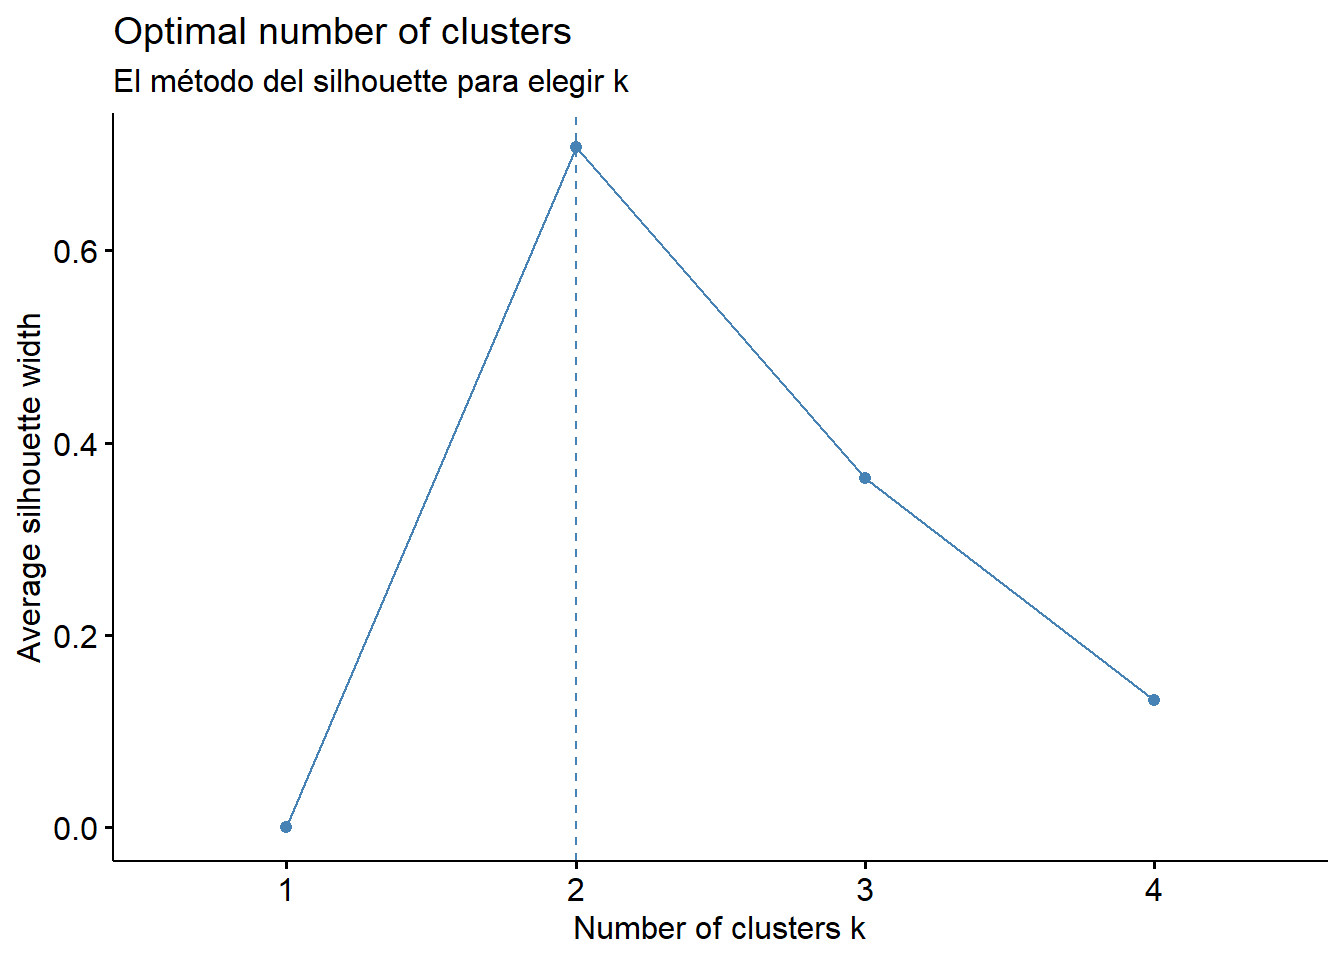 Optimal number of clusters
El método del silhouette para elegir k
0.6
0.4
0.2
0.0
Average silhouette width
1 2 3 4
Number of clusters k